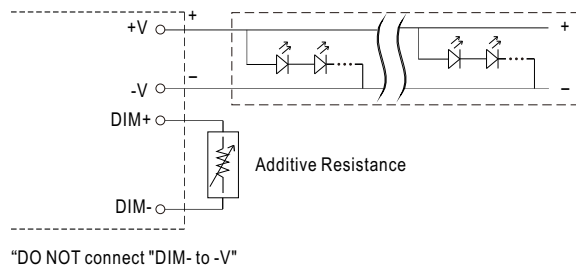 +V + +
-V − −
DIM+
Additive Resistance
DIM-
“DO NOT connect "DIM- to -V"